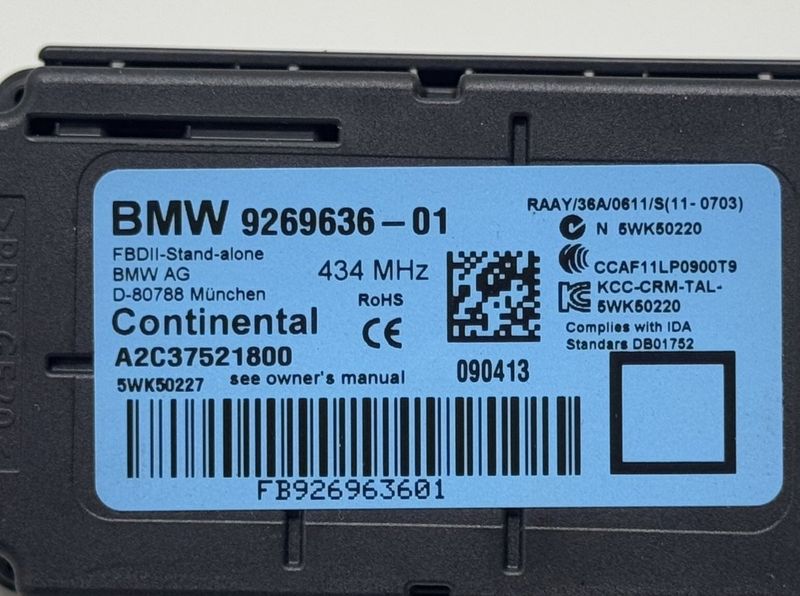 BMW 9269636-01
FBDII-Stand-alone
BMW AG
D-80788 München
434 MHz
RoHS
CE
Continental
A2C37521800
5WK50227
see owner's manual
090413
FB926963601
RAAY/36A/0611/S(11-0703)
N 5WK50220
CCAF11LP0900T9
KCC-CRM-TAL-
5WK50220
Complies with IDA
Standars DB01752